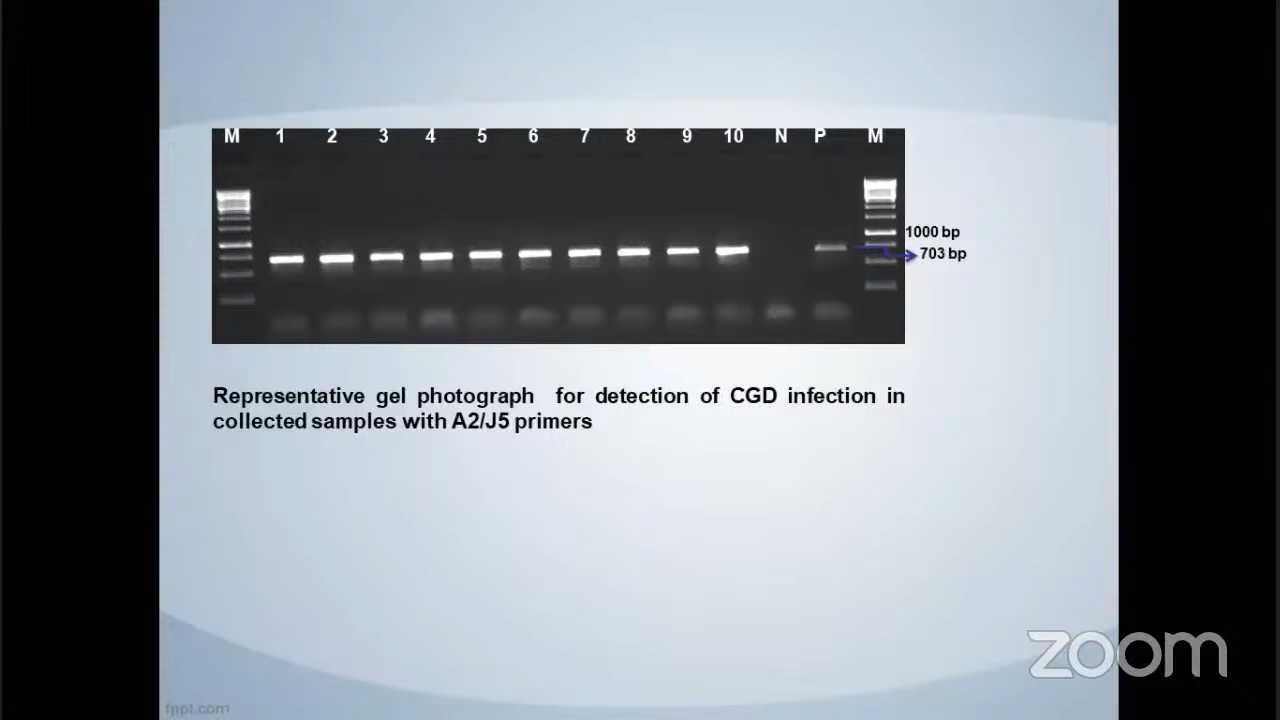 M 1 2 3 4 5 6 7 8 9 10 N P M
1000 bp
703 bp
Representative gel photograph for detection of CGD infection in
collected samples with A2/J5 primers
zoom
fppt.com